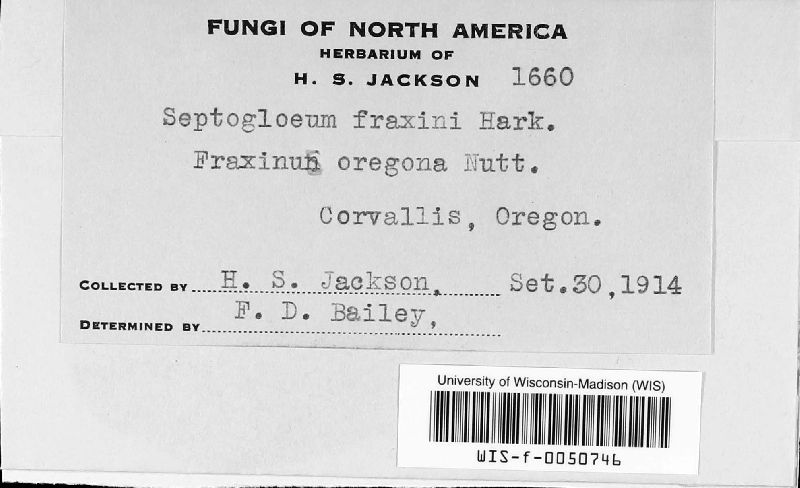 FUNGI OF NORTH AMERICA
HERBARIUM OF
H. S. JACKSON 1660
Septogloeum fraxini Hark.
Fraxinus oregona Nutt.
Corvallis, Oregon.
COLLECTED BY H. S. Jackson, Set.30,1914
F. D. Bailey,
DETERMINED BY
University of Wisconsin-Madison (WIS)
WIS-f-0050746